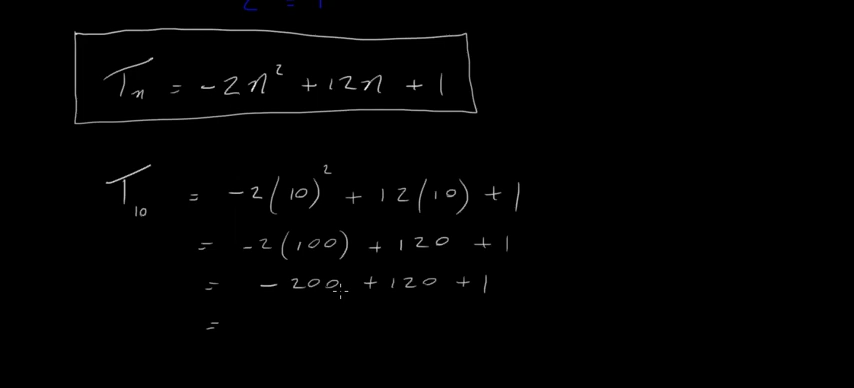 Tₙ = -2n² + 12n + 1
T₁₀ = -2(10)² + 12(10) + 1
= -2(100) + 120 + 1
= -200 + 120 + 1
=